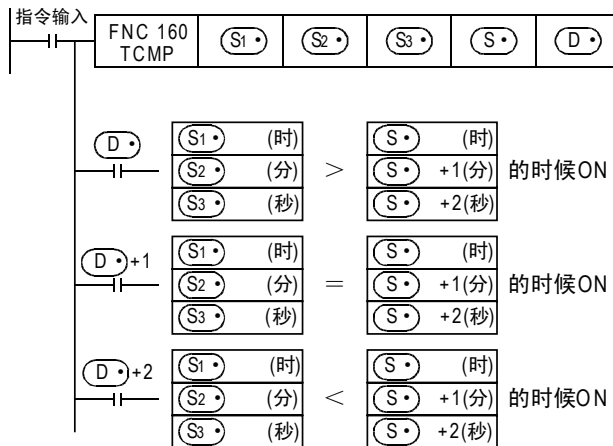 指令输入
FNC 160 TCMP S1• S2• S3• S• D•
D•
S1• (时) > S• (时) 的时候ON
S2• (分) S• +1(分)
S3• (秒) S• +2(秒)
D•+1
S1• (时) = S• (时) 的时候ON
S2• (分) S• +1(分)
S3• (秒) S• +2(秒)
D•+2
S1• (时) < S• (时) 的时候ON
S2• (分) S• +1(分)
S3• (秒) S• +2(秒)